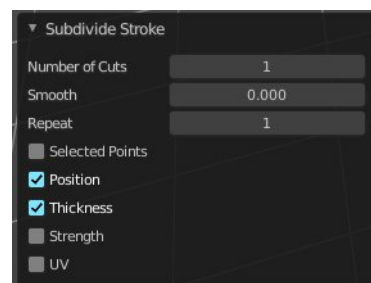 Subdivide Stroke
Number of Cuts 1
Smooth 0.000
Repeat 1
Selected Points
Position
Thickness
Strength
UV